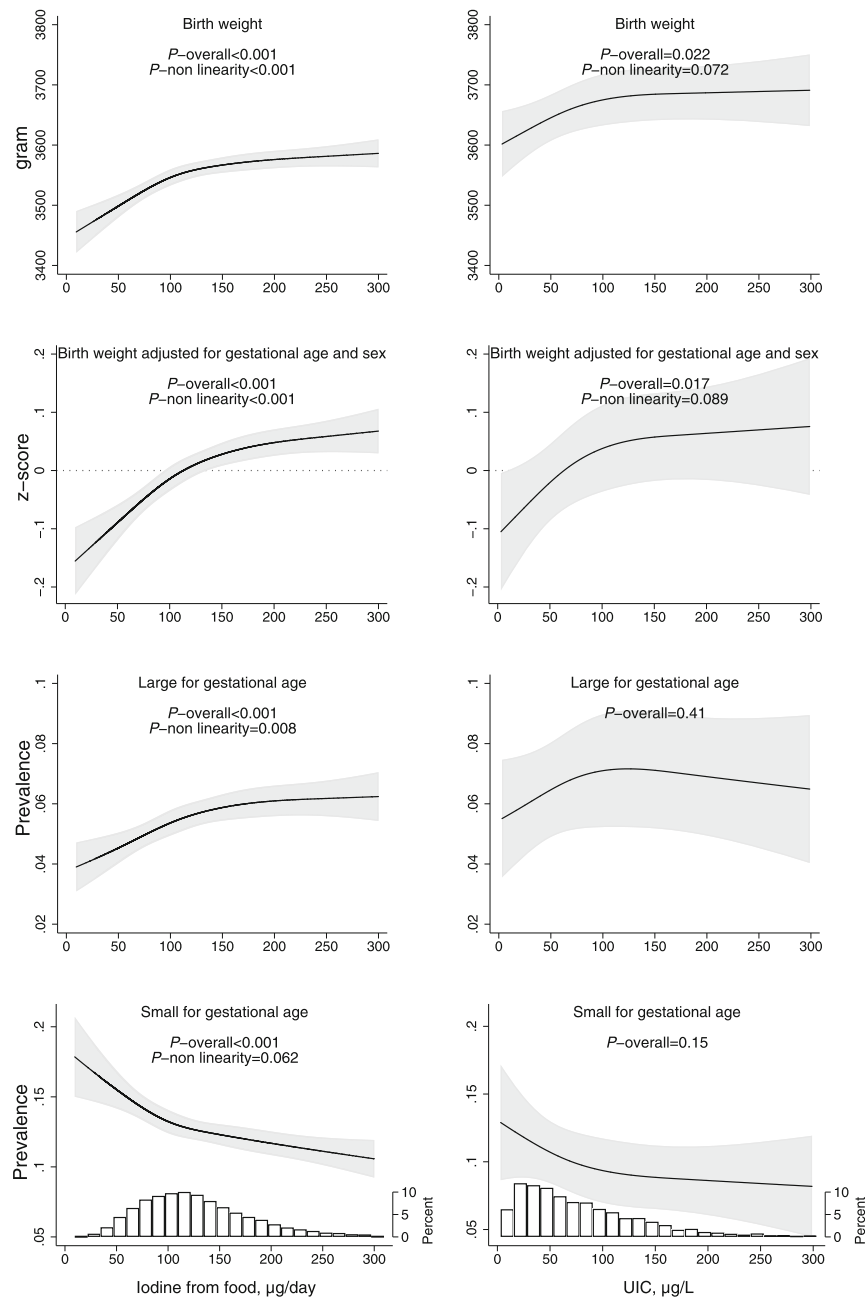 Birth weight
P–overall<0.001
P–non linearity<0.001
gram
3800
3700
3600
3500
3400
0 50 100 150 200 250 300
Birth weight
P–overall=0.022
P–non linearity=0.072
3800
3700
3600
3500
3400
0 50 100 150 200 250 300
Birth weight adjusted for gestational age and sex
P–overall<0.001
P–non linearity<0.001
z–score
.2
.1
0
–.1
–.2
0 50 100 150 200 250 300
Birth weight adjusted for gestational age and sex
P–overall=0.017
P–non linearity=0.089
.2
.1
0
–.1
–.2
0 50 100 150 200 250 300
Large for gestational age
P–overall<0.001
P–non linearity=0.008
Prevalence
.1
.08
.06
.04
.02
0 50 100 150 200 250 300
Large for gestational age
P–overall=0.41
.1
.08
.06
.04
.02
0 50 100 150 200 250 300
Small for gestational age
P–overall<0.001
P–non linearity=0.062
Prevalence
.2
.15
.1
.05
10
5
0
Percent
0 50 100 150 200 250 300
Iodine from food, µg/day
Small for gestational age
P–overall=0.15
.2
.15
.1
.05
10
5
0
Percent
0 50 100 150 200 250 300
UIC, µg/L